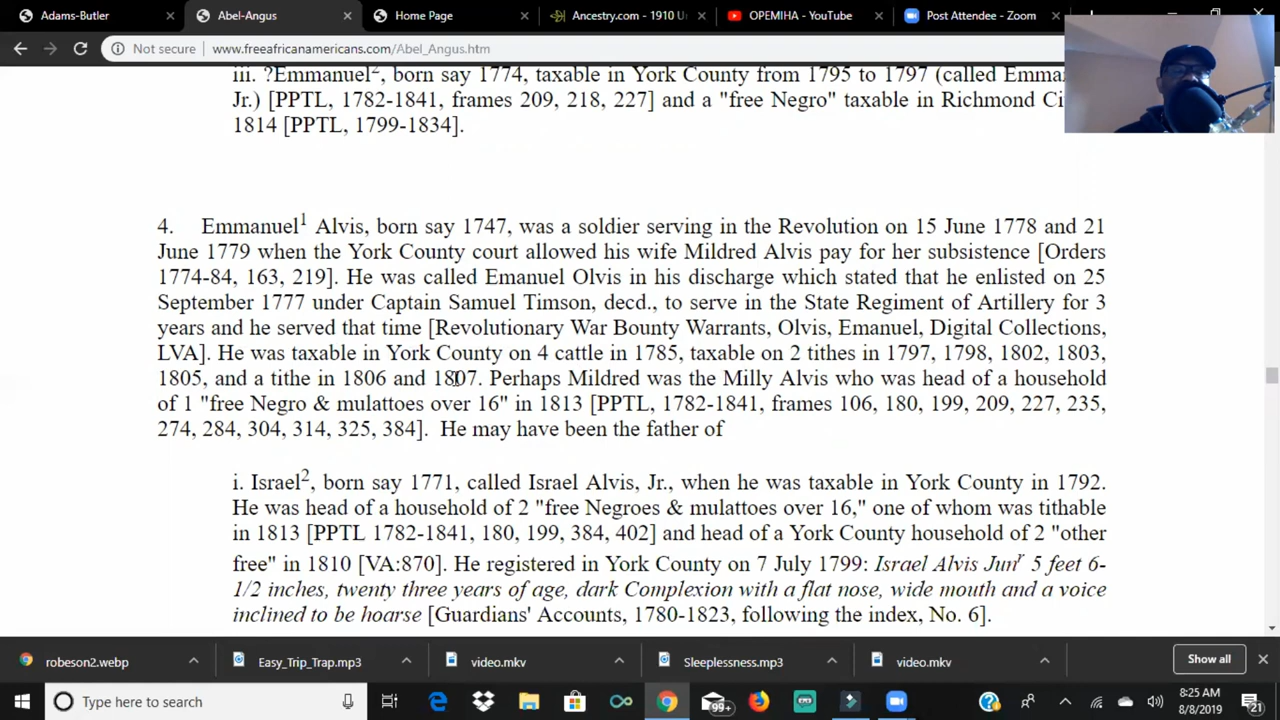 Adams-Butler
Abel-Angus
Home Page
Ancestry.com - 1910 U
OPEMIHA - YouTube
Post Attendee - Zoom
Not secure
www.freeafricanamericans.com/Abel_Angus.htm
iii. ?Emmanuel2, born say 1774, taxable in York County from 1795 to 1797 (called Emma
Jr.) [PPTL, 1782-1841, frames 209, 218, 227] and a "free Negro" taxable in Richmond Ci
1814 [PPTL, 1799-1834].
4. Emmanuel1 Alvis, born say 1747, was a soldier serving in the Revolution on 15 June 1778 and 21
June 1779 when the York County court allowed his wife Mildred Alvis pay for her subsistence [Orders
1774-84, 163, 219]. He was called Emanuel Olvis in his discharge which stated that he enlisted on 25
September 1777 under Captain Samuel Timson, decd., to serve in the State Regiment of Artillery for 3
years and he served that time [Revolutionary War Bounty Warrants, Olvis, Emanuel, Digital Collections,
LVA]. He was taxable in York County on 4 cattle in 1785, taxable on 2 tithes in 1797, 1798, 1802, 1803,
1805, and a tithe in 1806 and 1807. Perhaps Mildred was the Milly Alvis who was head of a household
of 1 "free Negro & mulattoes over 16" in 1813 [PPTL, 1782-1841, frames 106, 180, 199, 209, 227, 235,
274, 284, 304, 314, 325, 384]. He may have been the father of
i. Israel2, born say 1771, called Israel Alvis, Jr., when he was taxable in York County in 1792.
He was head of a household of 2 "free Negroes & mulattoes over 16," one of whom was tithable
in 1813 [PPTL 1782-1841, 180, 199, 384, 402] and head of a York County household of 2 "other
free" in 1810 [VA:870]. He registered in York County on 7 July 1799: Israel Alvis Junr 5 feet 6-
1/2 inches, twenty three years of age, dark Complexion with a flat nose, wide mouth and a voice
inclined to be hoarse [Guardians' Accounts, 1780-1823, following the index, No. 6].
robeson2.webp
Easy_Trip_Trap.mp3
video.mkv
Sleeplessness.mp3
video.mkv
Show all
Type here to search
99+
8:25 AM
8/8/2019
21